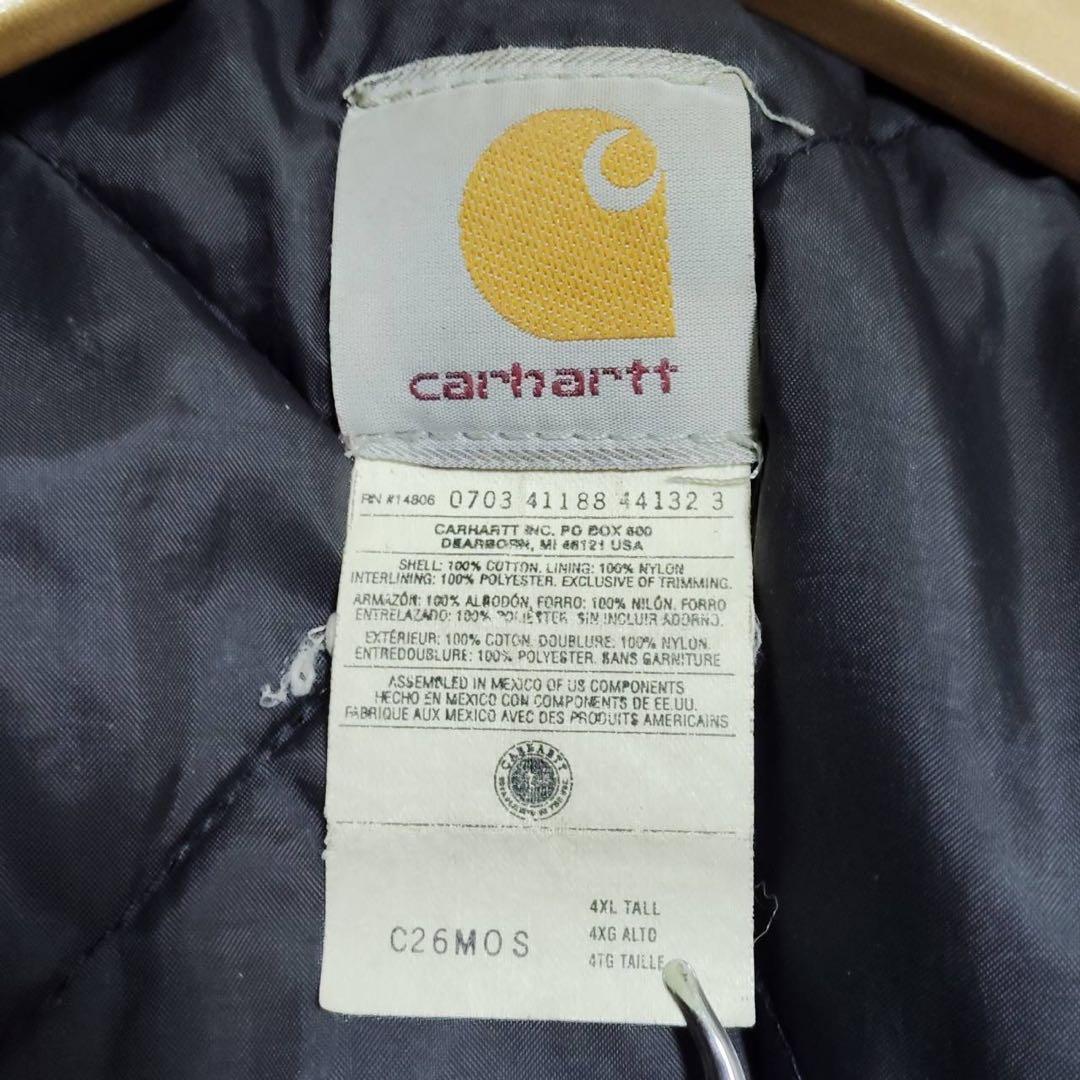 carhartt
RN #14806 0703 41188 44132 3
CARHARTT INC. PO BOX 600
DEARBORN, MI 48121 USA
SHELL: 100% COTTON. LINING: 100% NYLON
INTERLINING: 100% POLYESTER. EXCLUSIVE OF TRIMMING.
ARMAZÓN: 100% ALGODÓN, FORRO: 100% NILÓN. FORRO
ENTRELAZADO: 100% POLIÉSTER. SIN INCLUIR ADORNO.
EXTÉRIEUR: 100% COTON. DOUBLURE: 100% NYLON.
ENTREDOUBLURE: 100% POLYESTER. SANS GARNITURE
ASSEMBLED IN MEXICO OF US COMPONENTS
HECHO EN MEXICO CON COMPONENTS DE EE.UU.
FABRIQUE AUX MEXICO AVEC DES PRODUITS AMERICAINS
CARHARTT
C26MOS
4XL TALL
4XG ALTO
4TG TAILLE